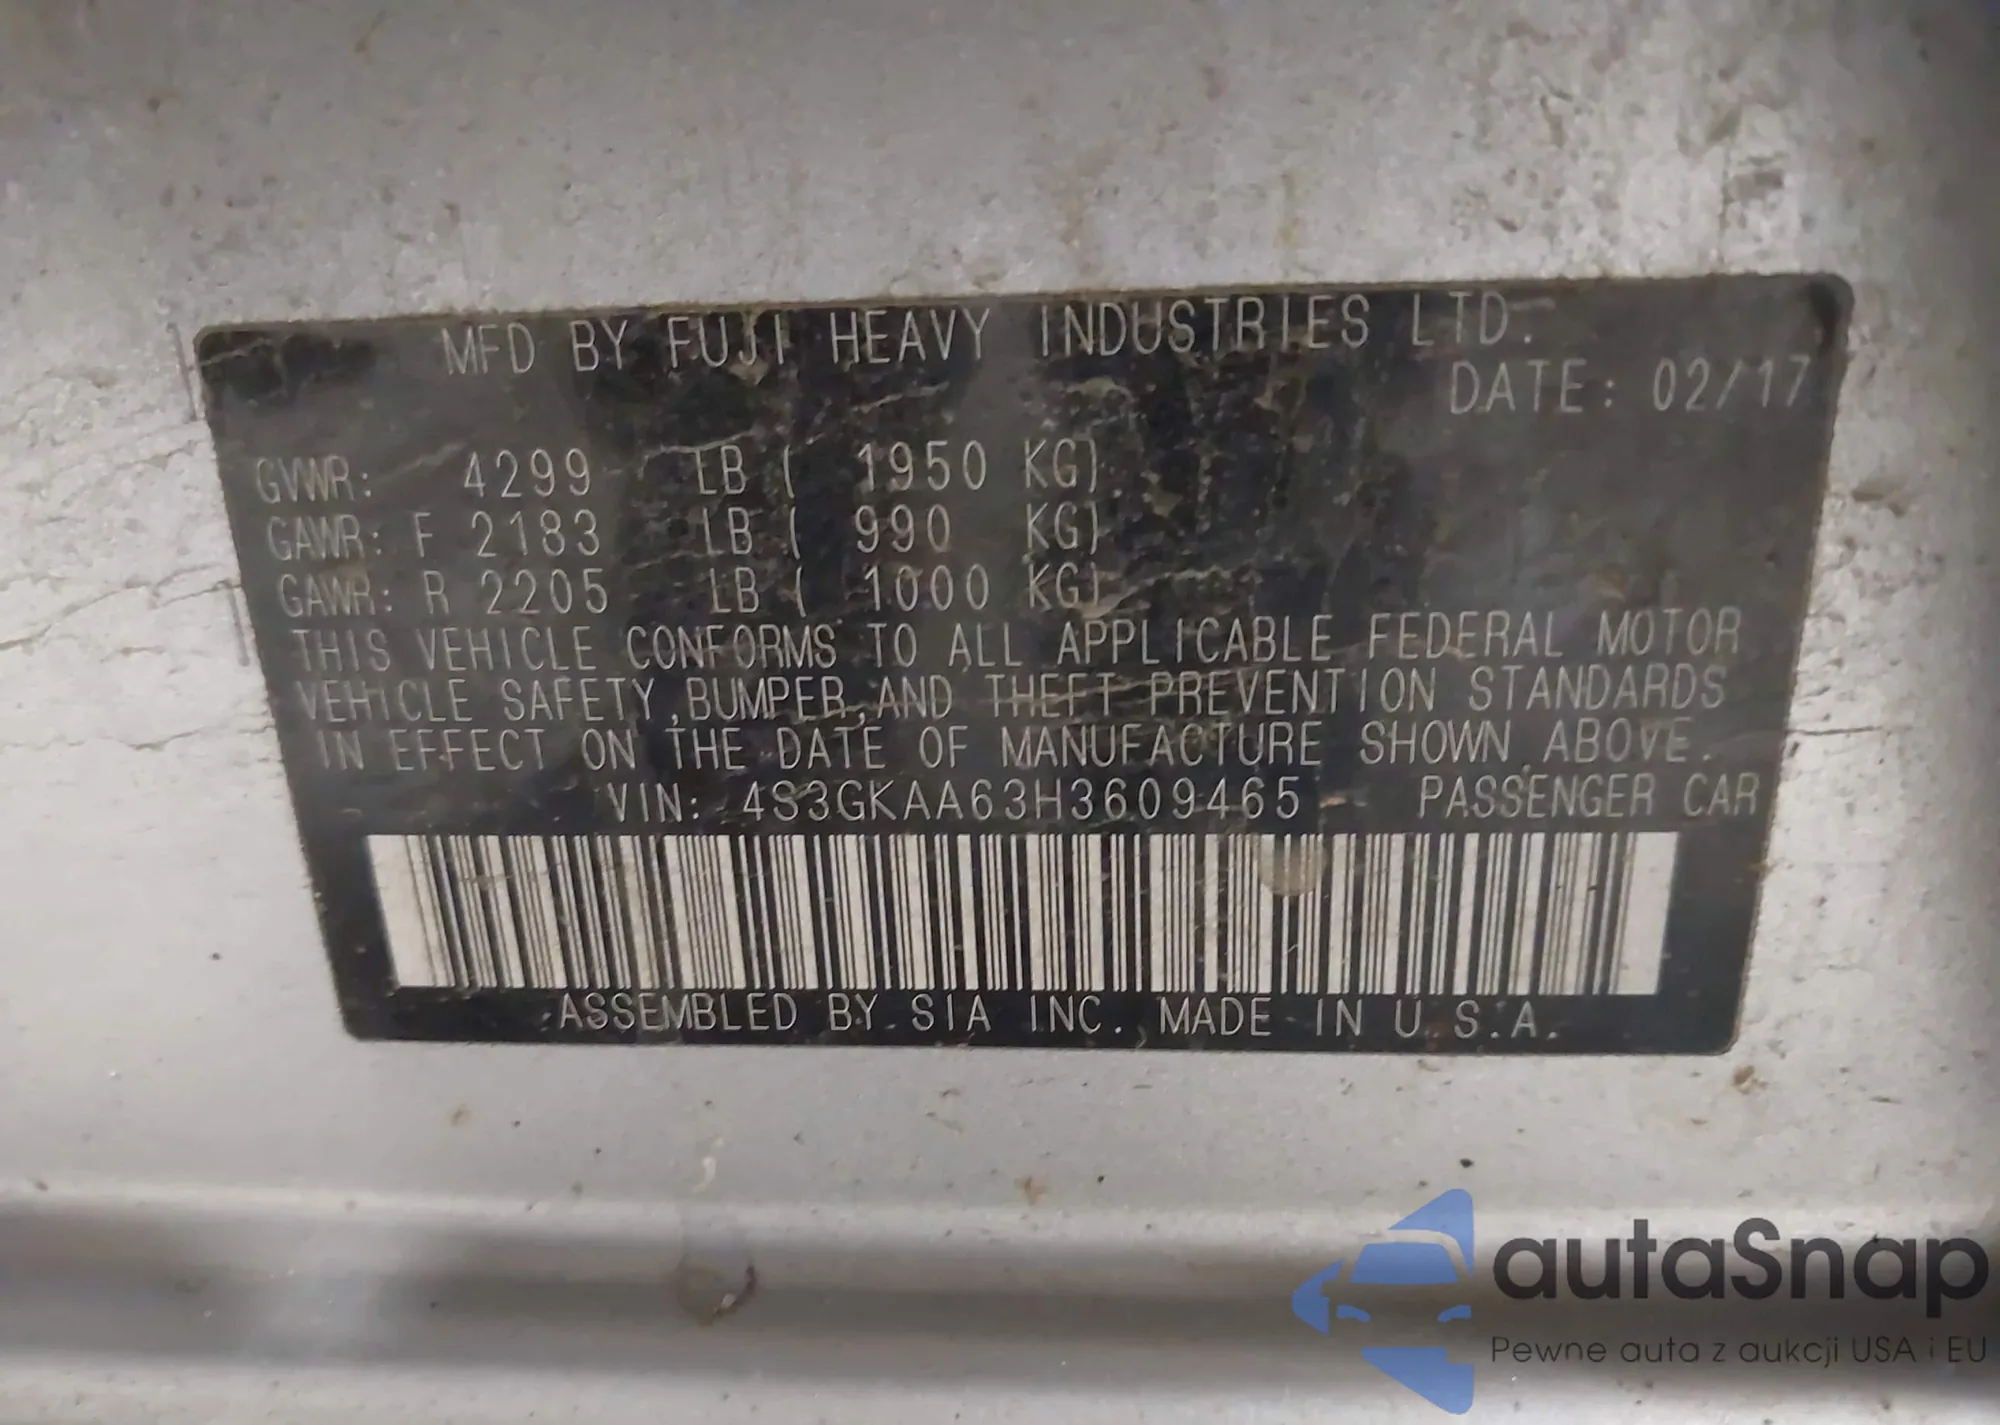 MFD BY FUJI HEAVY INDUSTRIES LTD.
DATE: 02/17
GVWR: 4299 LB ( 1950 KG)
GAWR: F 2183 LB ( 990 KG)
GAWR: R 2205 LB ( 1000 KG)
THIS VEHICLE CONFORMS TO ALL APPLICABLE FEDERAL MOTOR
VEHICLE SAFETY,BUMPER,AND THEFT PREVENTION STANDARDS
IN EFFECT ON THE DATE OF MANUFACTURE SHOWN ABOVE.
VIN: 4S3GKAA63H3609465 PASSENGER CAR
ASSEMBLED BY SIA INC. MADE IN U.S.A.
autaSnap
Pewne auta z aukcji USA i EU